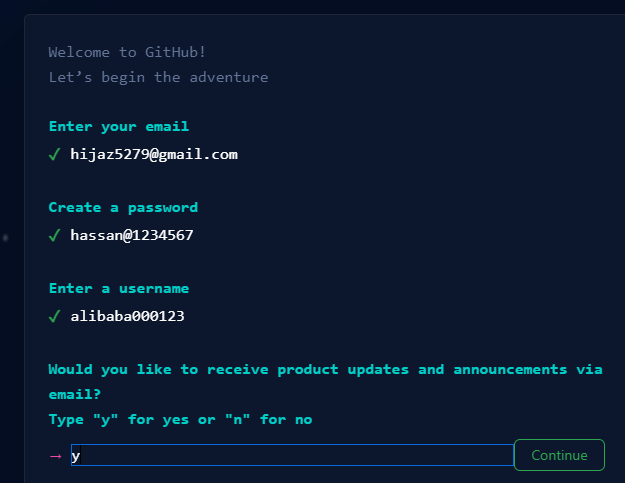 Welcome to GitHub!
Let’s begin the adventure
Enter your email
✓ hijaz5279@gmail.com
Create a password
✓ hassan@1234567
Enter a username
✓ alibaba000123
Would you like to receive product updates and announcements via
email?
Type "y" for yes or "n" for no
→ y Continue